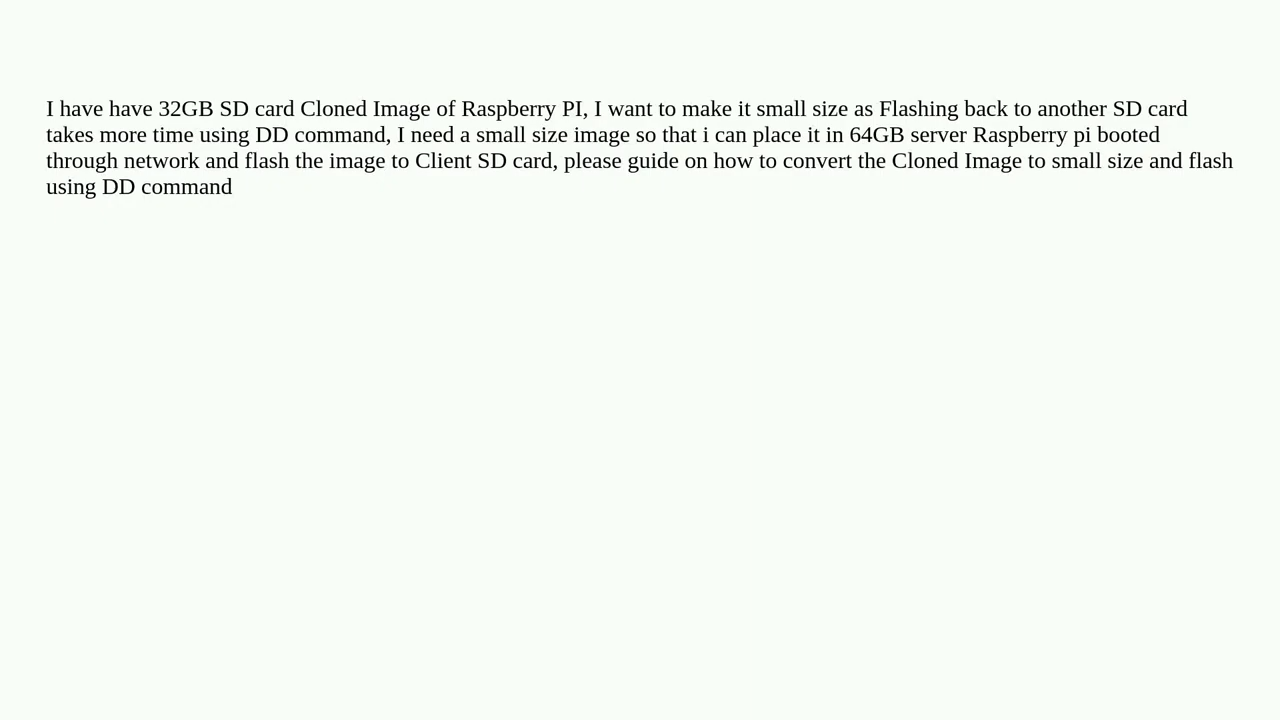 I have have 32GB SD card Cloned Image of Raspberry PI, I want to make it small size as Flashing back to another SD card
takes more time using DD command, I need a small size image so that i can place it in 64GB server Raspberry pi booted
through network and flash the image to Client SD card, please guide on how to convert the Cloned Image to small size and flash
using DD command